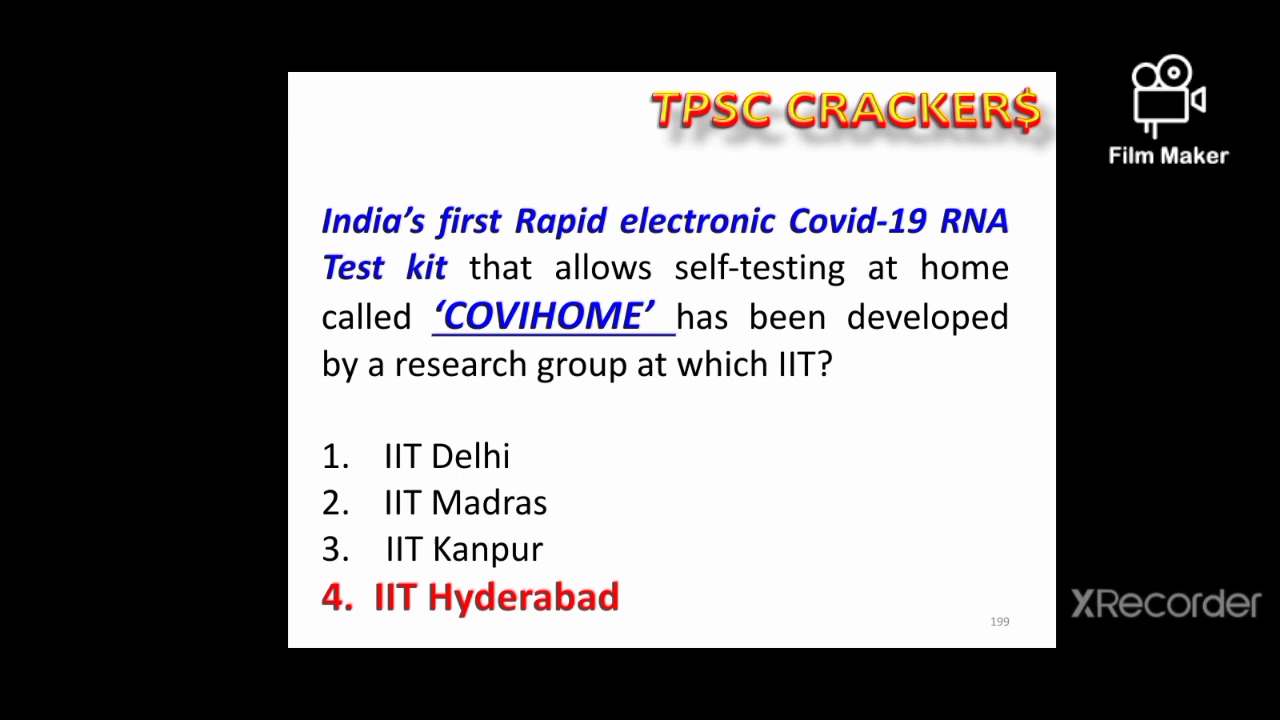 TPSC CRACKER$
Film Maker
India's first Rapid electronic Covid-19 RNA
Test kit that allows self-testing at home
called 'COVIHOME' has been developed
by a research group at which IIT?
1. IIT Delhi
2. IIT Madras
3. IIT Kanpur
4. IIT Hyderabad
199
XRecorder